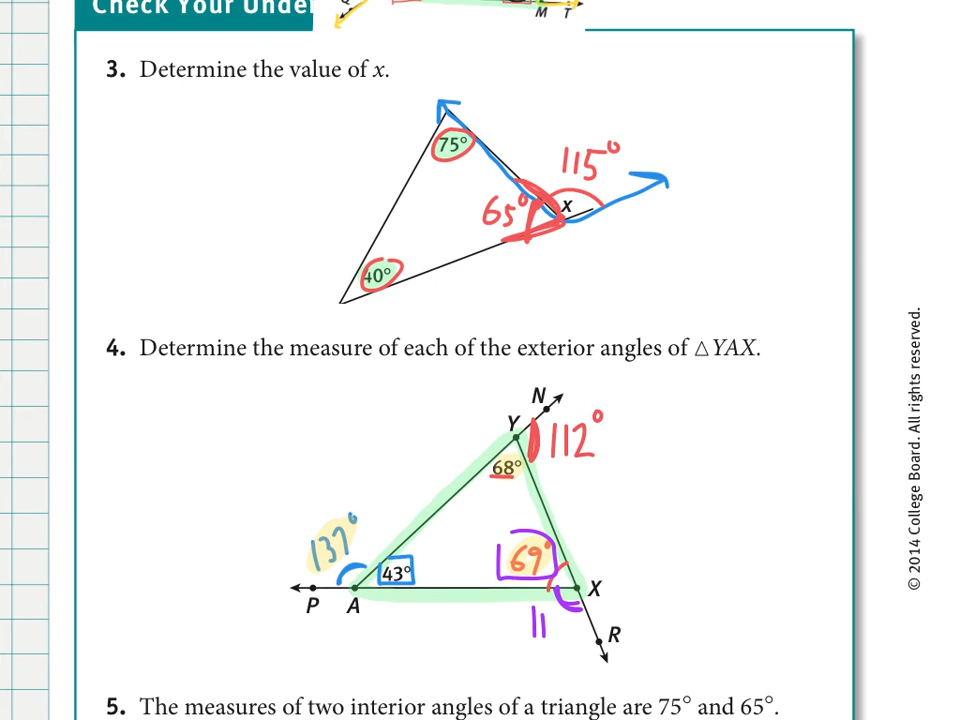 Check Your Under
M T
3. Determine the value of x.
75°
115°
65°
x
40°
4. Determine the measure of each of the exterior angles of △YAX.
N
Y
112°
68°
137°
43°
69°
X
P A
11
R
5. The measures of two interior angles of a triangle are 75° and 65°.
© 2014 College Board. All rights reserved.